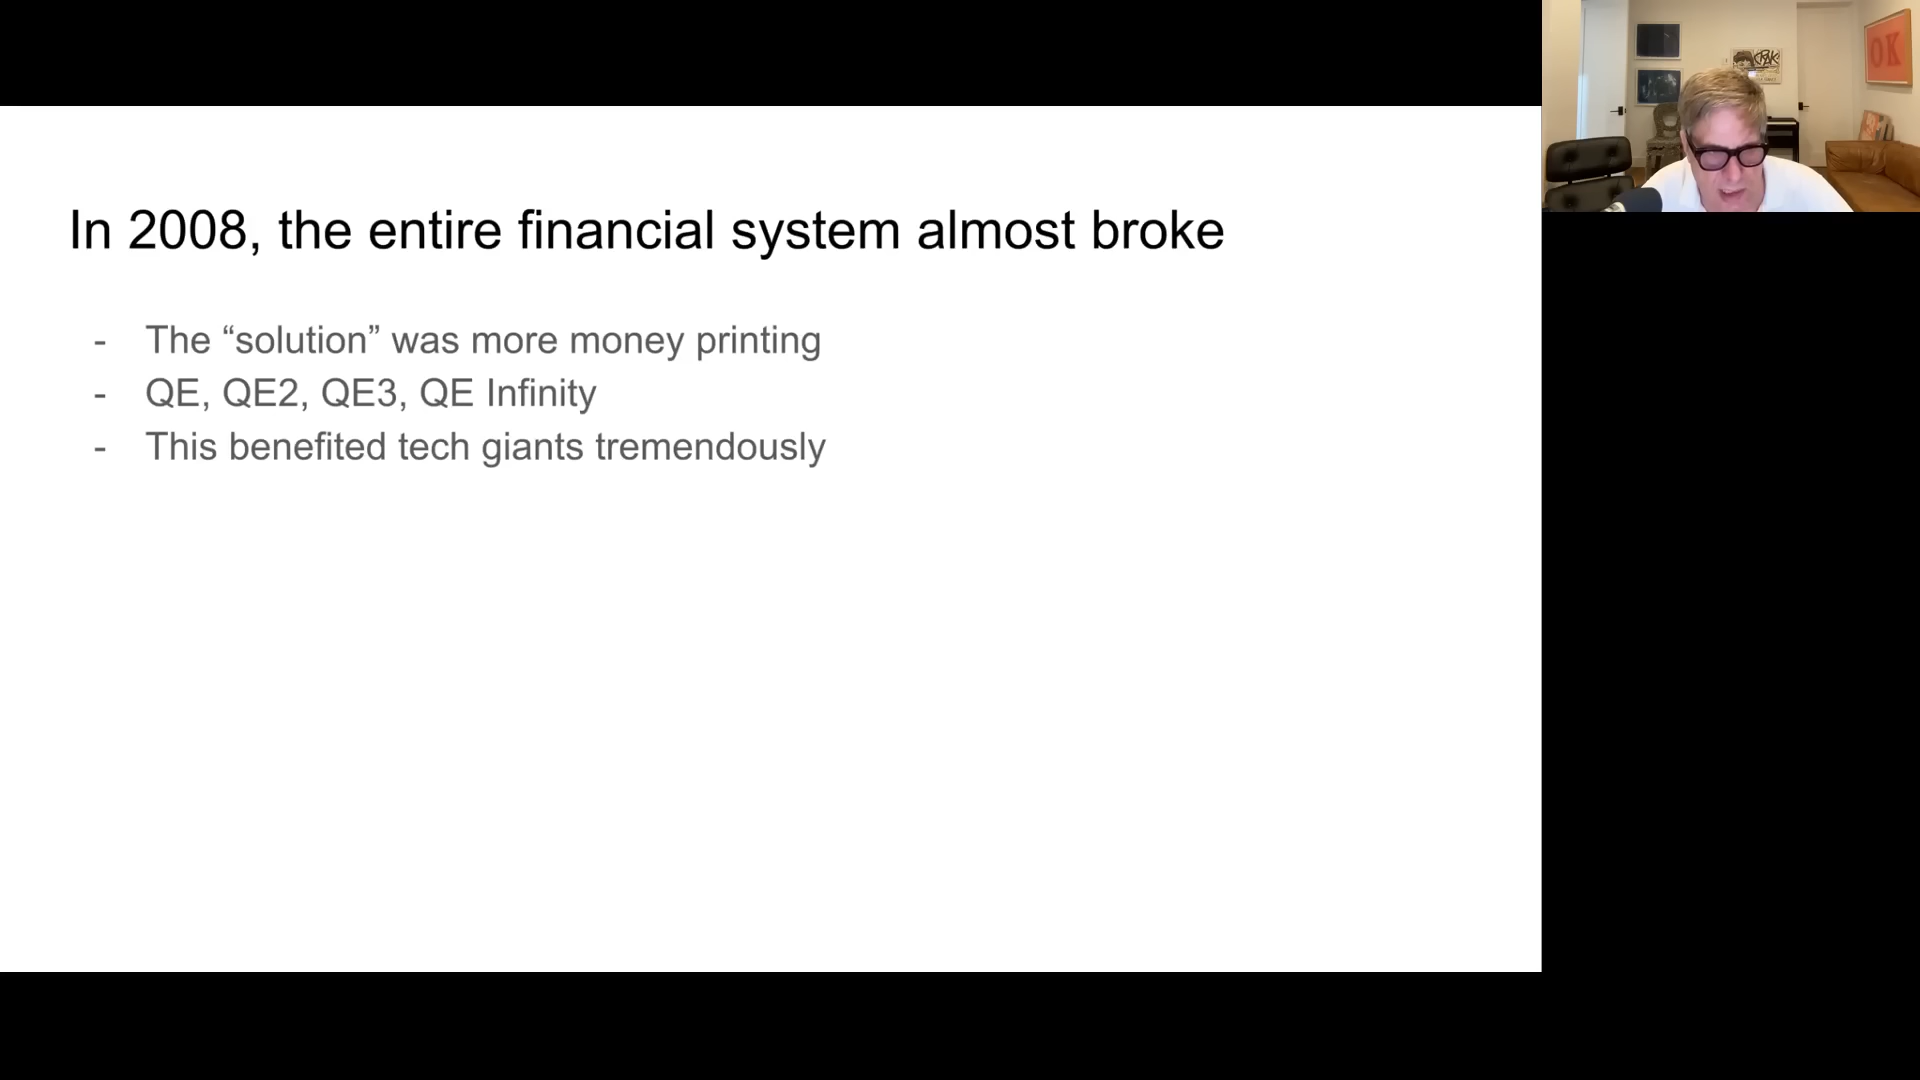 In 2008, the entire financial system almost broke
- The “solution” was more money printing
- QE, QE2, QE3, QE Infinity
- This benefited tech giants tremendously
OK